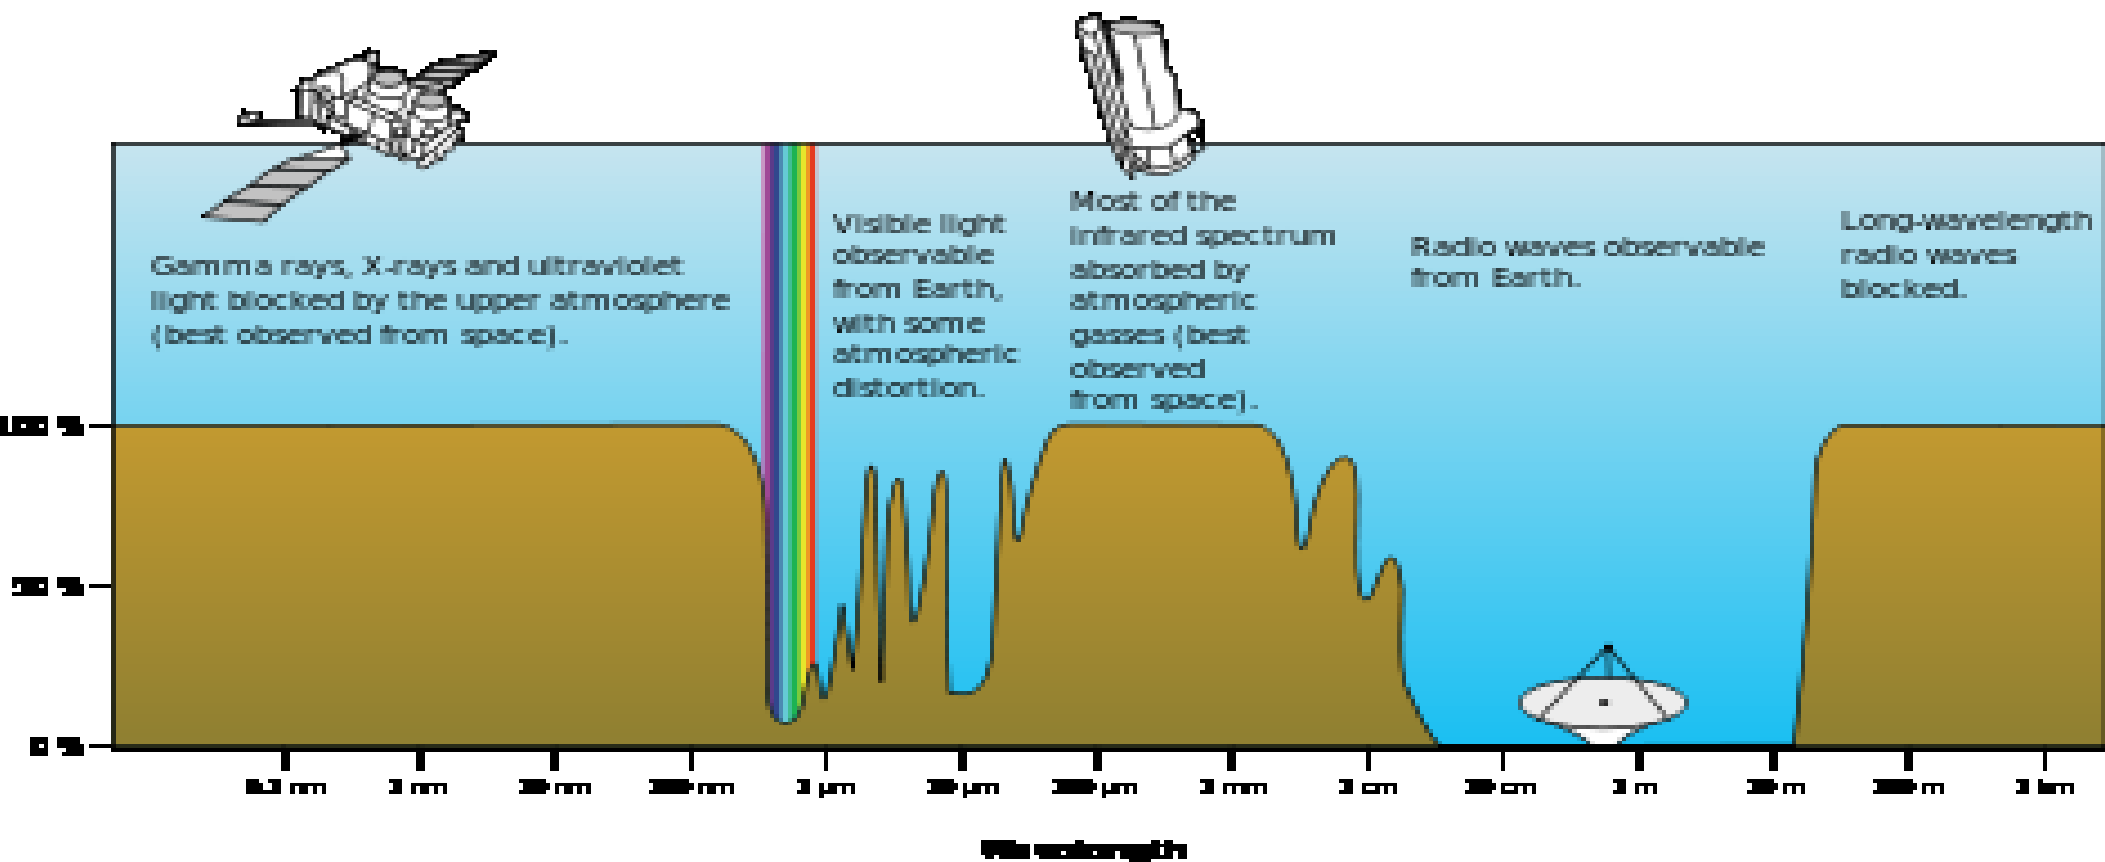 Gamma rays, X-rays and ultraviolet
light blocked by the upper atmosphere
(best observed from space).
Visible light
observable
from Earth,
with some
atmospheric
distortion.
Most of the
infrared spectrum
absorbed by
atmospheric
gasses (best
observed
from space).
Radio waves observable
from Earth.
Long-wavelength
radio waves
blocked.
100 %
50 %
0 %
0.1 nm
1 nm
10 nm
100 nm
1 μm
10 μm
100 μm
1 mm
1 cm
10 cm
1 m
10 m
100 m
1 km
Wavelength